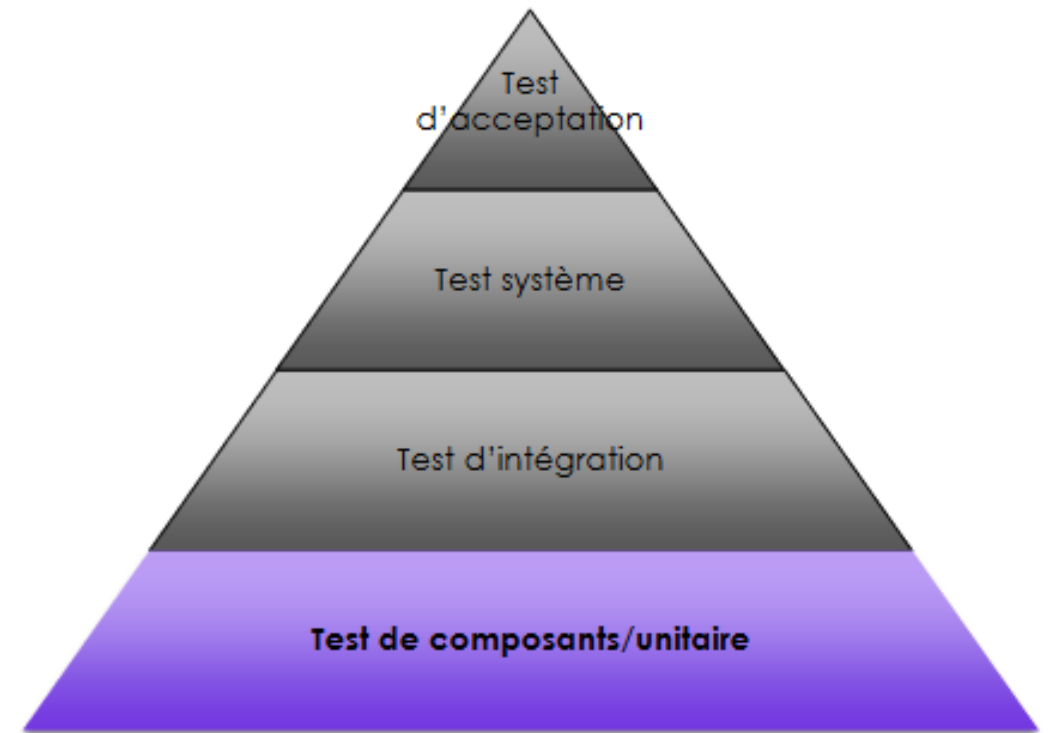 Test
d'acceptation
Test système
Test d'intégration
Test de composants/unitaire